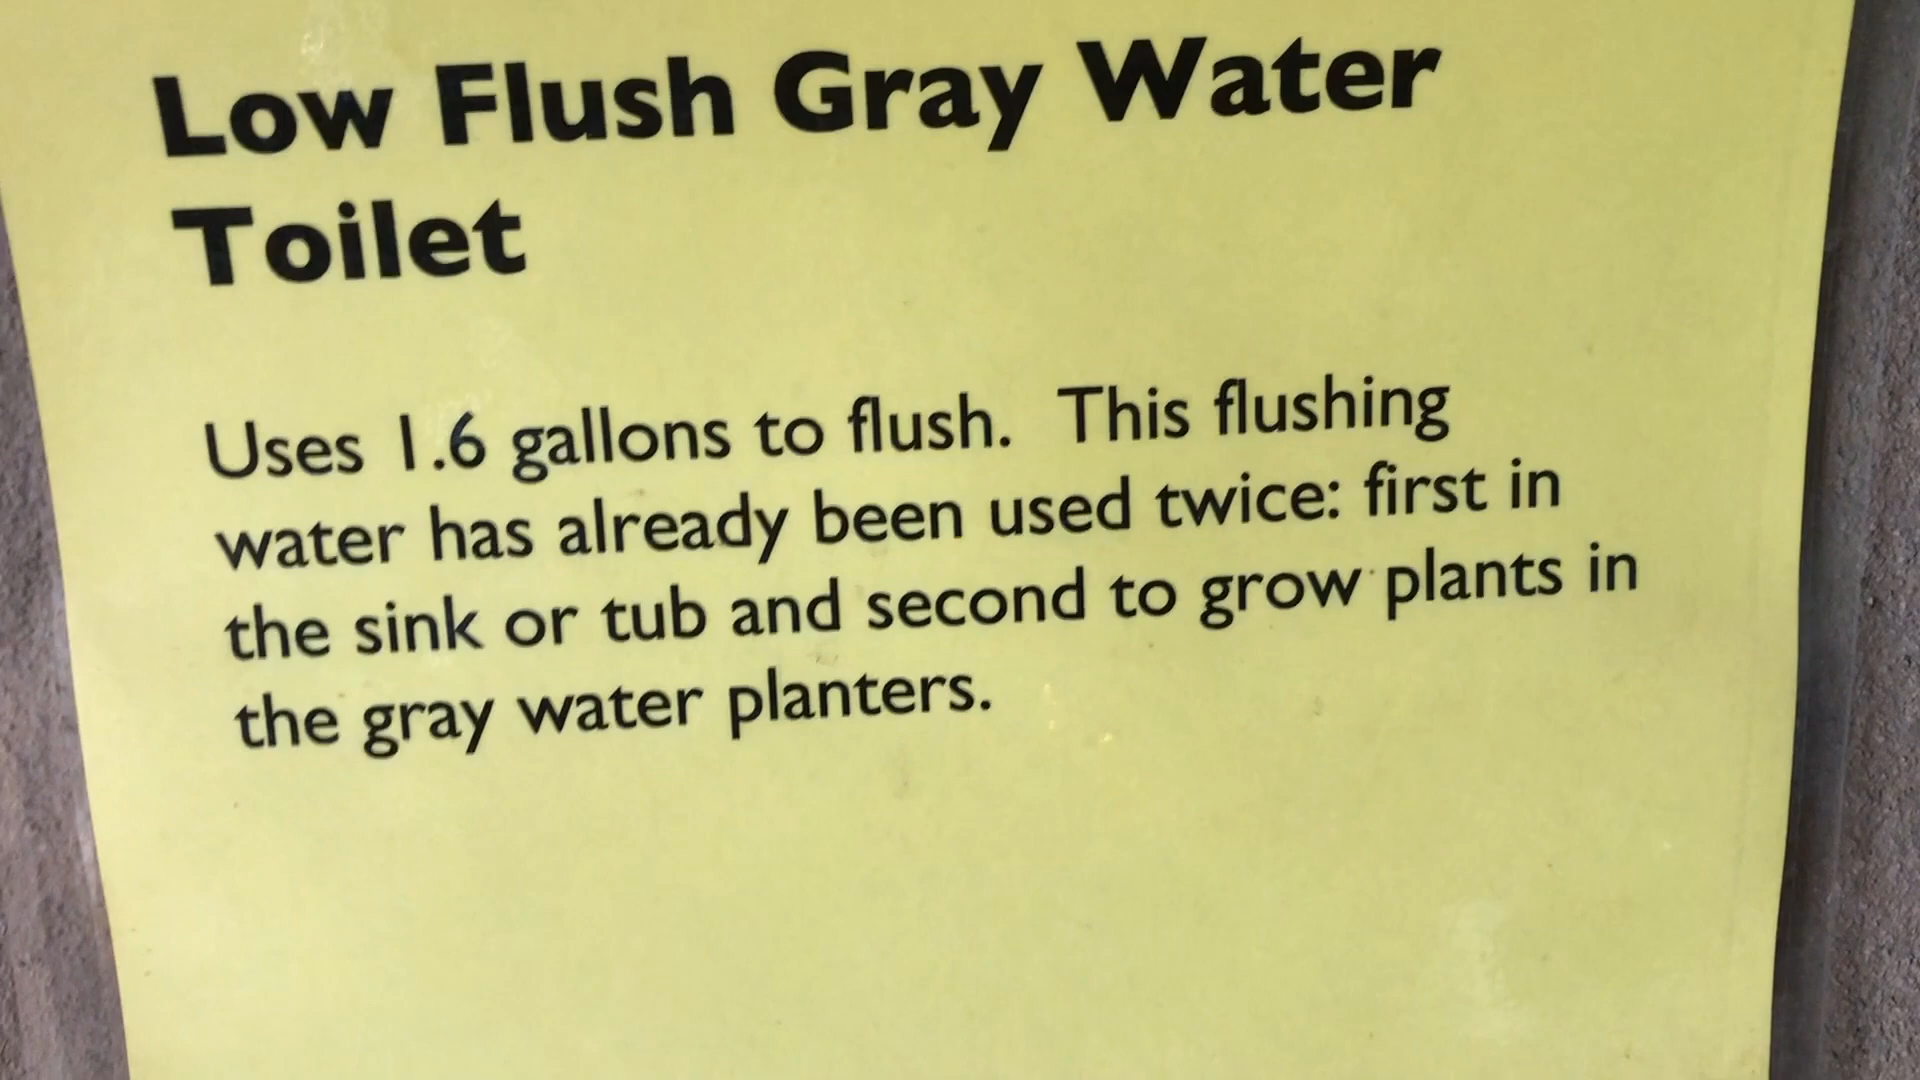 Low Flush Gray Water
Toilet
Uses 1.6 gallons to flush.  This flushing
water has already been used twice: first in
the sink or tub and second to grow plants in
the gray water planters.